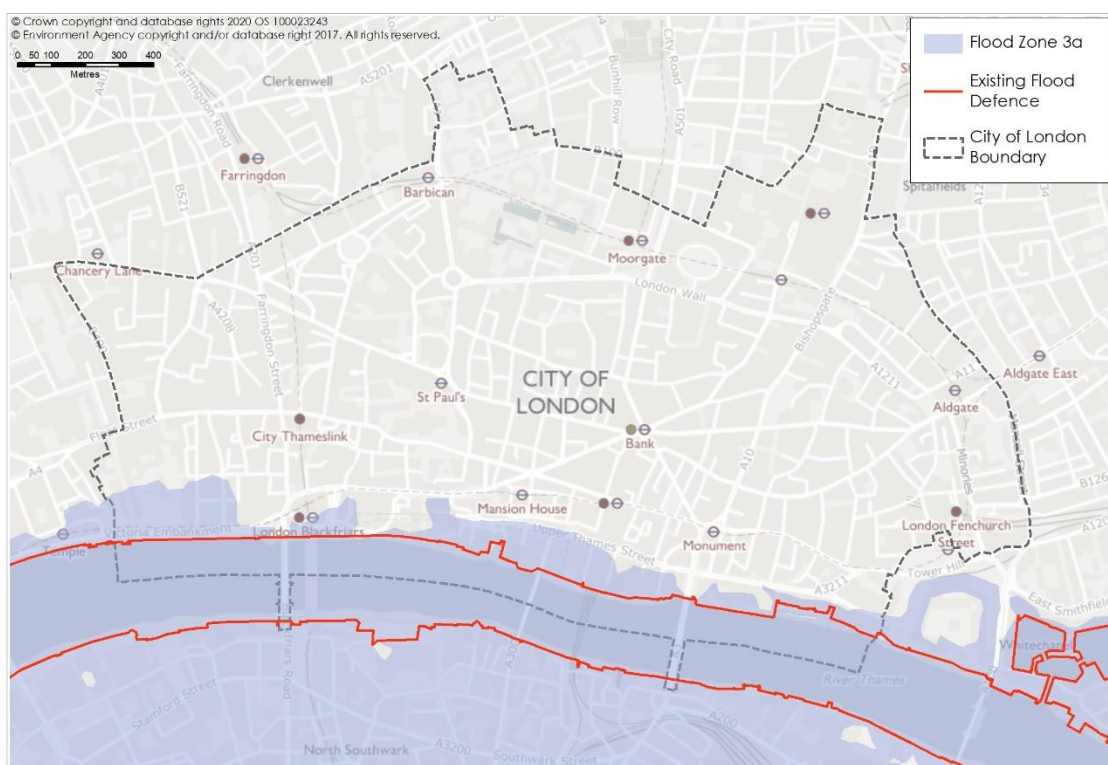 © Crown copyright and database rights 2020 OS 100023243
© Environment Agency copyright and/or database right 2017. All rights reserved.
0 50 100 200 300 400
Metres
Flood Zone 3a
Existing Flood
Defence
City of London
Boundary
Clerkenwell
A5201
Farringdon Road
Bunhill Row
City Road
A501
B521
B100
Farringdon
Barbican
Spitalfields
Chancery Lane
A201
Moorgate
London Wall
A4208
Farringdon Street
Bishopsgate
A1211
A11
Aldgate East
St Paul's
CITY OF
LONDON
Aldgate
Fleet Street
City Thameslink
Bank
A10
Minories
A4
B126
Mansion House
London Fenchurch
Street
A120
Temple
Victoria Embankment
London Blackfriars
Upper Thames Street
Monument
A3211
Tower Hill
East Smithfield
Whitechapel
Blackfriars Road
River Thames
Stamford Street
A300
A200
North Southwark
A3200
Southwark Street